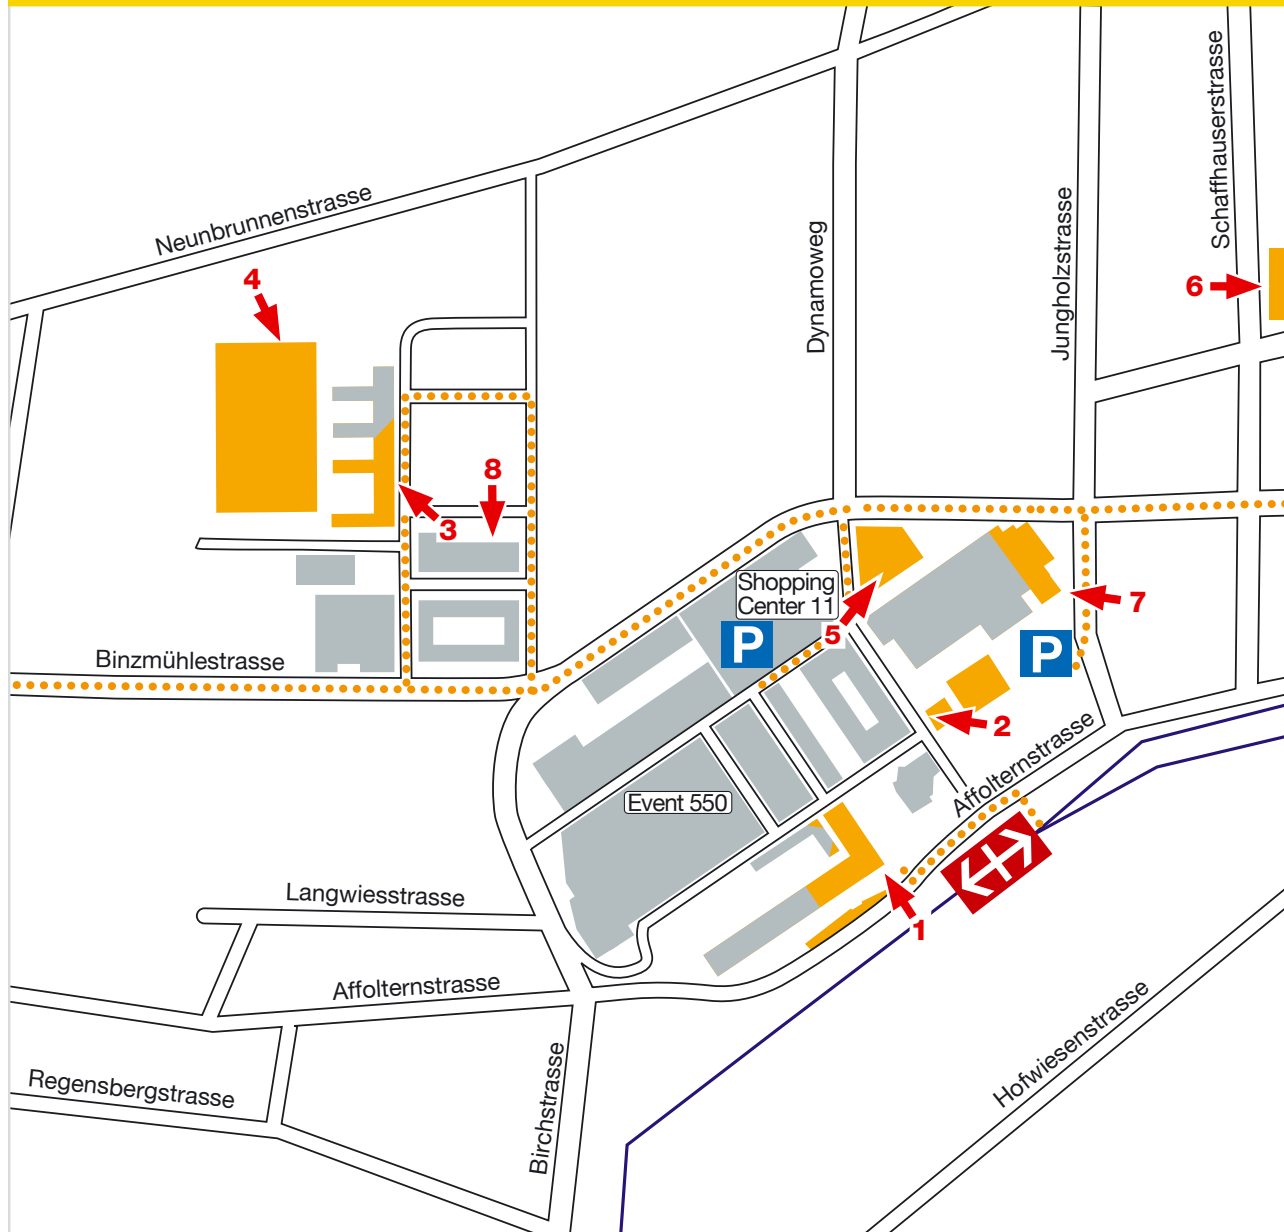 Schaffhauserstrasse
Neunbrunnenstrasse
Dynamoweg
Jungholzstrasse
4
6
8
3
Shopping
Center 11
5
7
P
P
Binzmühlestrasse
2
Affolternstrasse
Event 550
Langwiesstrasse
1
Affolternstrasse
Hofwiesenstrasse
Regensbergstrasse
Birchstrasse